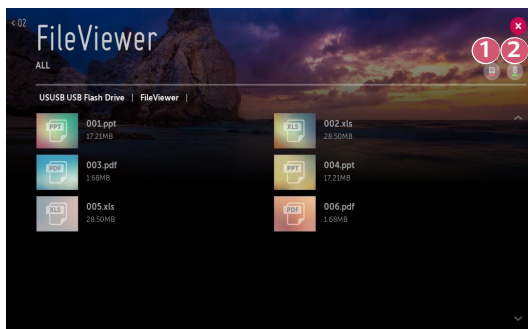 < 02
FileViewer
ALL
1 2
USUSB USB Flash Drive | FileViewer |
PPT 001.ppt
17.21MB
XLS 002.xls
28.50MB
PDF 003.pdf
1.68MB
PPT 004.ppt
17.21MB
XLS 005.xls
28.50MB
PDF 006.pdf
1.68MB